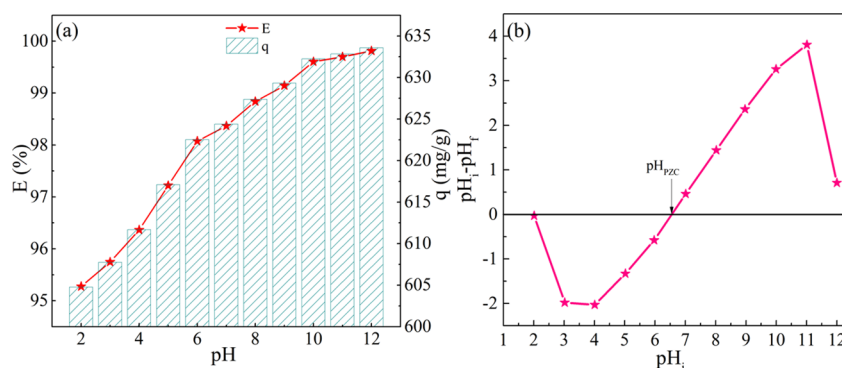 (a)
E
q
100
99
98
97
96
95
E (%)
635
630
625
620
615
610
605
600
q (mg/g)
2 4 6 8 10 12
pH
(b)
4
3
2
1
0
-1
-2
pHi-pHf
pHPZC
1 2 3 4 5 6 7 8 9 10 11 12
pHi